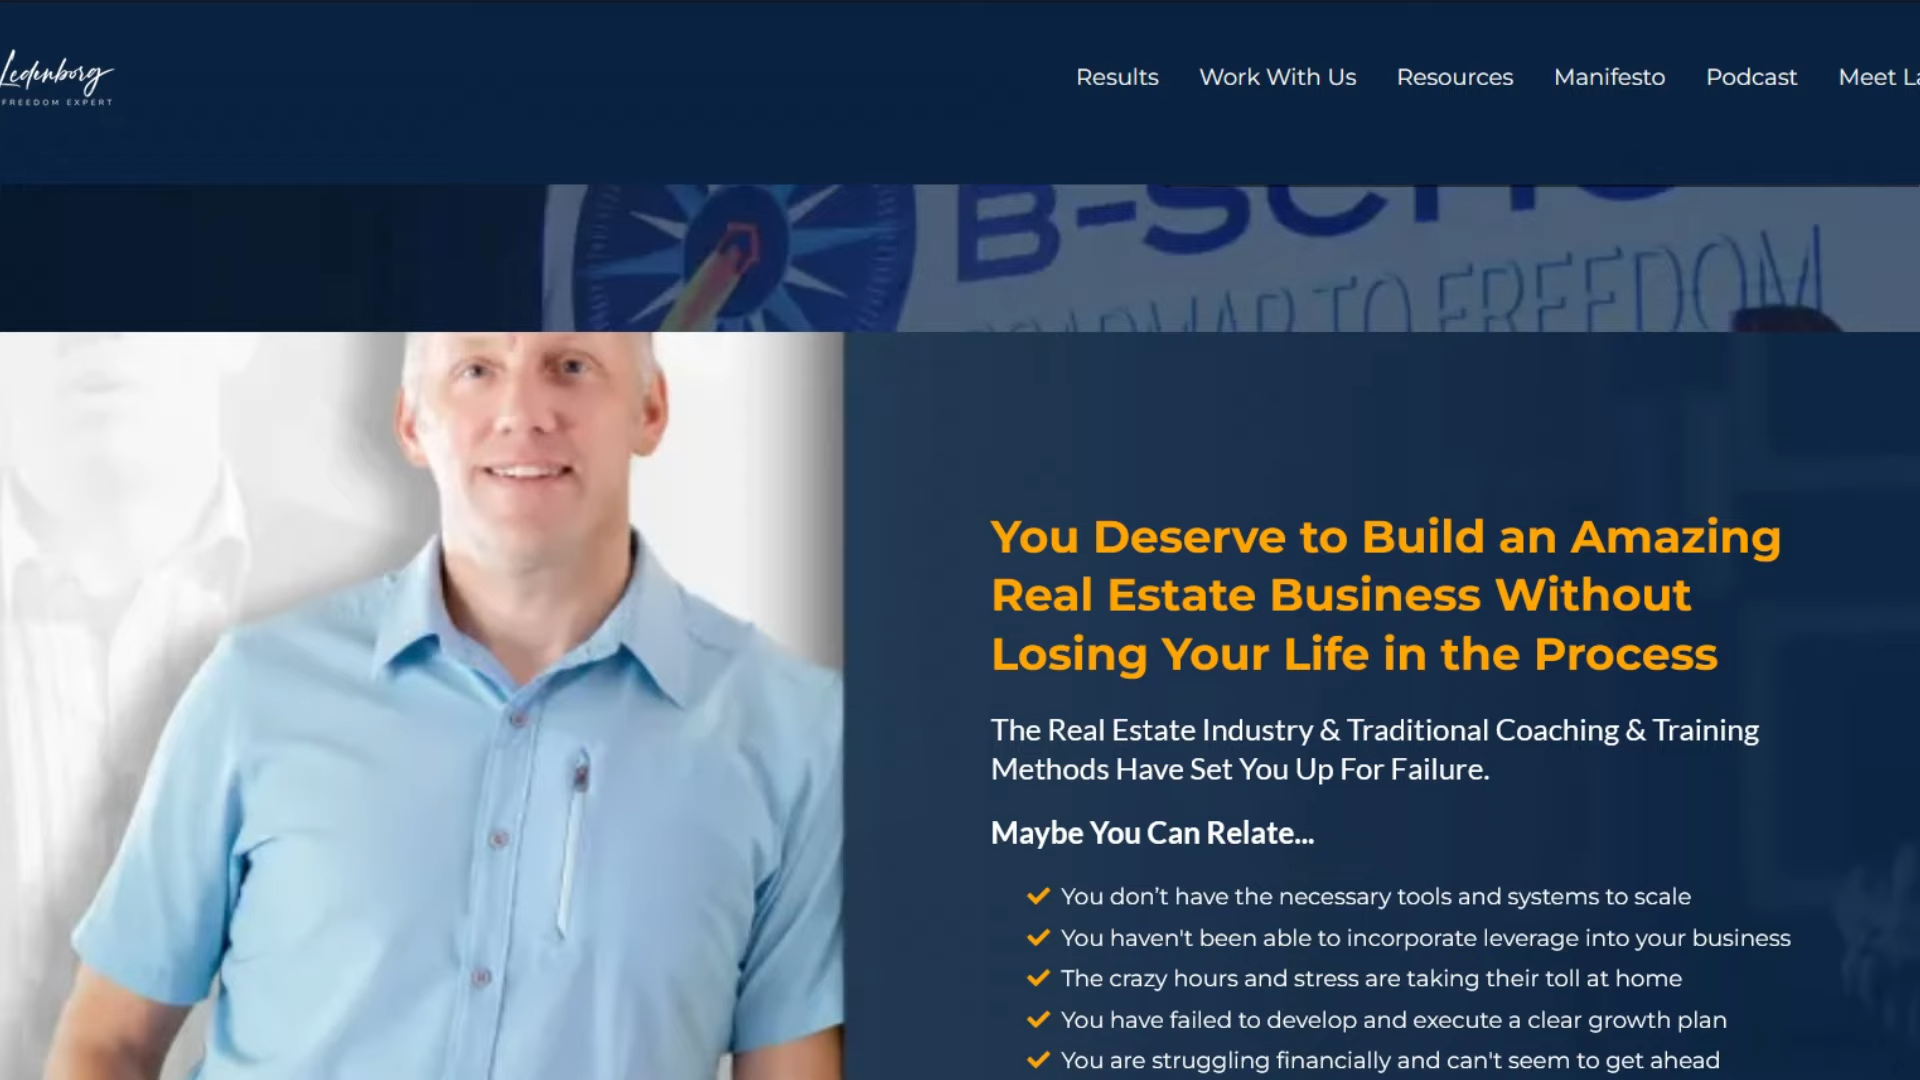 Ledenborg
FREEDOM EXPERT
Results
Work With Us
Resources
Manifesto
Podcast
Meet
ROADMAP TO FREEDOM
You Deserve to Build an Amazing
Real Estate Business Without
Losing Your Life in the Process
The Real Estate Industry & Traditional Coaching & Training
Methods Have Set You Up For Failure.
Maybe You Can Relate...
You don’t have the necessary tools and systems to scale
You haven't been able to incorporate leverage into your business
The crazy hours and stress are taking their toll at home
You have failed to develop and execute a clear growth plan
You are struggling financially and can't seem to get ahead